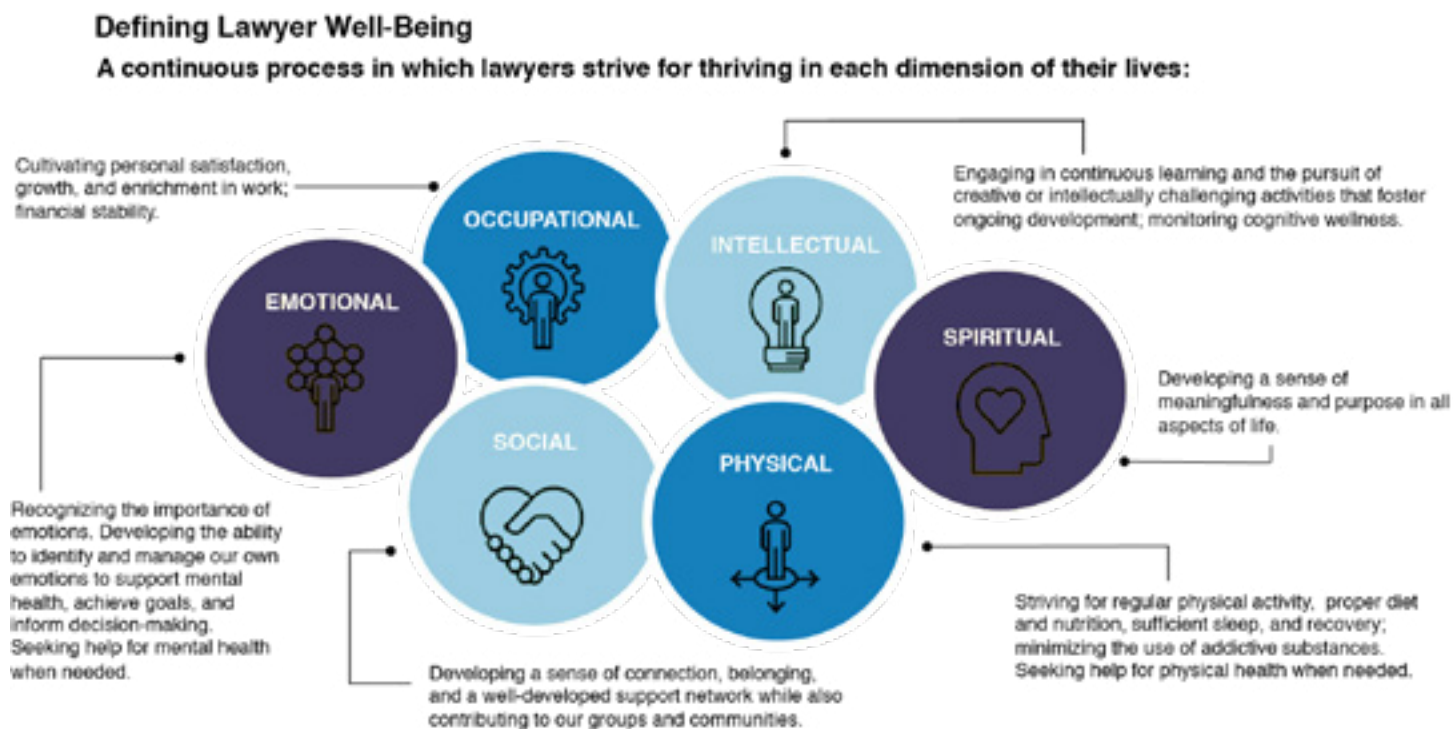 Defining Lawyer Well-Being
A continuous process in which lawyers strive for thriving in each dimension of their lives:
Cultivating personal satisfaction,
growth, and enrichment in work;
financial stability.
OCCUPATIONAL
INTELLECTUAL
Engaging in continuous learning and the pursuit of
creative or intellectually challenging activities that foster
ongoing development; monitoring cognitive wellness.
EMOTIONAL
SPIRITUAL
Developing a sense of
meaningfulness and purpose in all
aspects of life.
SOCIAL
PHYSICAL
Recognizing the importance of
emotions. Developing the ability
to identify and manage our own
emotions to support mental
health, achieve goals, and
inform decision-making.
Seeking help for mental health
when needed.
Developing a sense of connection, belonging,
and a well-developed support network while also
contributing to our groups and communities.
Striving for regular physical activity, proper diet
and nutrition, sufficient sleep, and recovery;
minimizing the use of addictive substances.
Seeking help for physical health when needed.